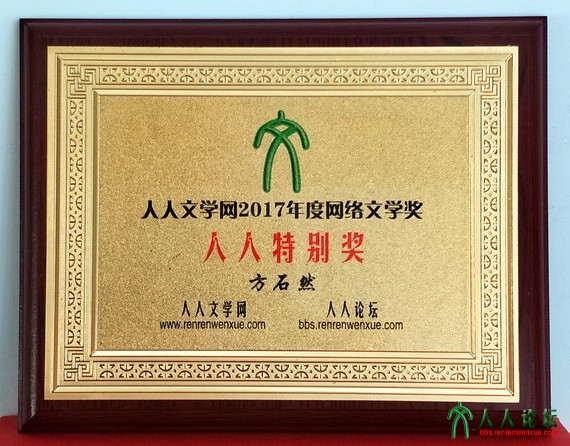 人人文学网2017年度网络文学奖
人人特别奖
方石然
人人文学网 人人论坛
www.renrenwenxue.com bbs.renrenwenxue.com
人人论坛
bbs.renrenwenxue.com